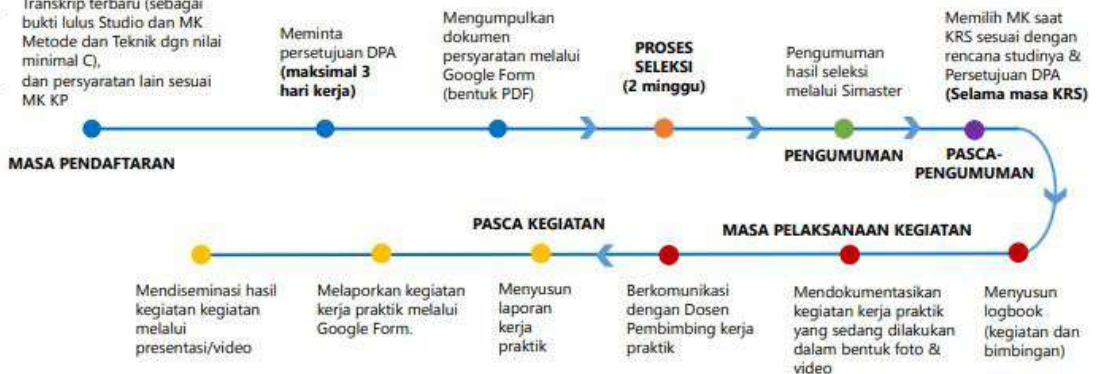 Transkrip terbaru (sebagai
bukti lulus Studio dan MK
Metode dan Teknik dgn nilai
minimal C),
dan persyaratan lain sesuai
MK KP
Meminta
persetujuan DPA
(maksimal 3
hari kerja)
Mengumpulkan
dokumen
persyaratan melalui
Google Form
(bentuk PDF)
PROSES
SELEKSI
(2 minggu)
Pengumuman
hasil seleksi
melalui Simaster
Memilih MK saat
KRS sesuai dengan
rencana studinya &
Persetujuan DPA
(Selama masa KRS)
MASA PENDAFTARAN
PENGUMUMAN
PASCA-
PENGUMUMAN
PASCA KEGIATAN
MASA PELAKSANAAN KEGIATAN
Mendiseminasi hasil
kegiatan kegiatan
melalui
presentasi/video
Melaporkan kegiatan
kerja praktik melalui
Google Form.
Menyusun
laporan
kerja
praktik
Berkomunikasi
dengan Dosen
Pembimbing kerja
praktik
Mendokumentasikan
kegiatan kerja praktik
yang sedang dilakukan
dalam bentuk foto &
video
Menyusun
logbook
(kegiatan dan
bimbingan)